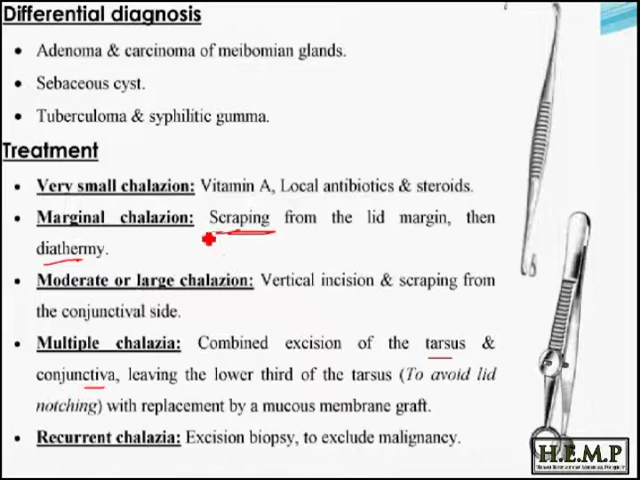 Differential diagnosis
• Adenoma & carcinoma of meibomian glands.
• Sebaceous cyst.
• Tuberculoma & syphilitic gumma.
Treatment
• Very small chalazion: Vitamin A, Local antibiotics & steroids.
• Marginal chalazion: Scraping from the lid margin, then
diathermy.
• Moderate or large chalazion: Vertical incision & scraping from
the conjunctival side.
• Multiple chalazia: Combined excision of the tarsus &
conjunctiva, leaving the lower third of the tarsus (To avoid lid
notching) with replacement by a mucous membrane graft.
• Recurrent chalazia: Excision biopsy, to exclude malignancy.
H.E.M.P